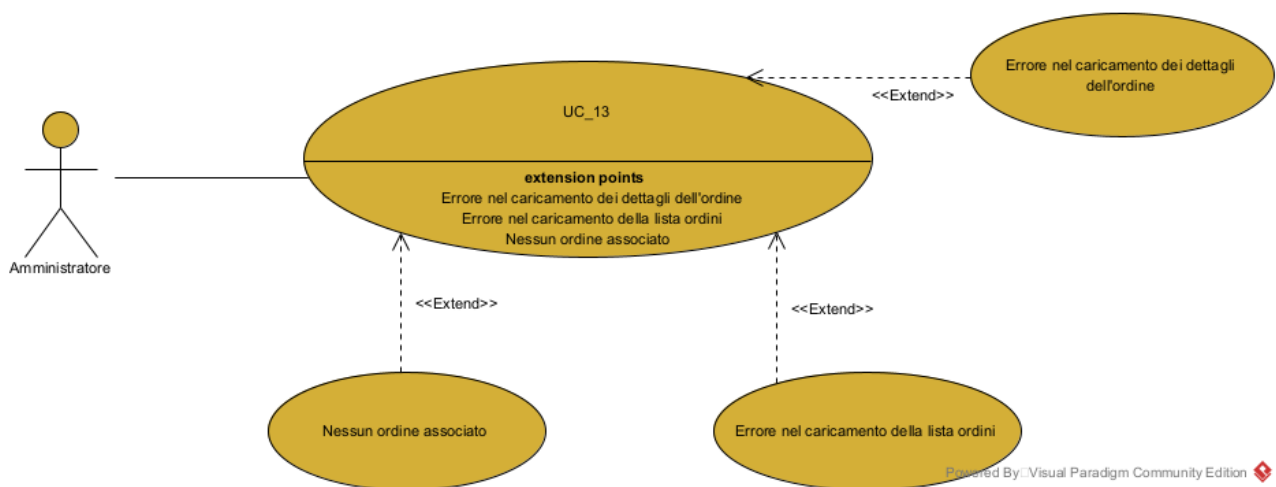 Errore nel caricamento dei dettagli
dell'ordine
<<Extend>>
UC_13
extension points
Errore nel caricamento dei dettagli dell'ordine
Errore nel caricamento della lista ordini
Nessun ordine associato
Amministratore
<<Extend>>
<<Extend>>
Nessun ordine associato
Errore nel caricamento della lista ordini
Powered By Visual Paradigm Community Edition